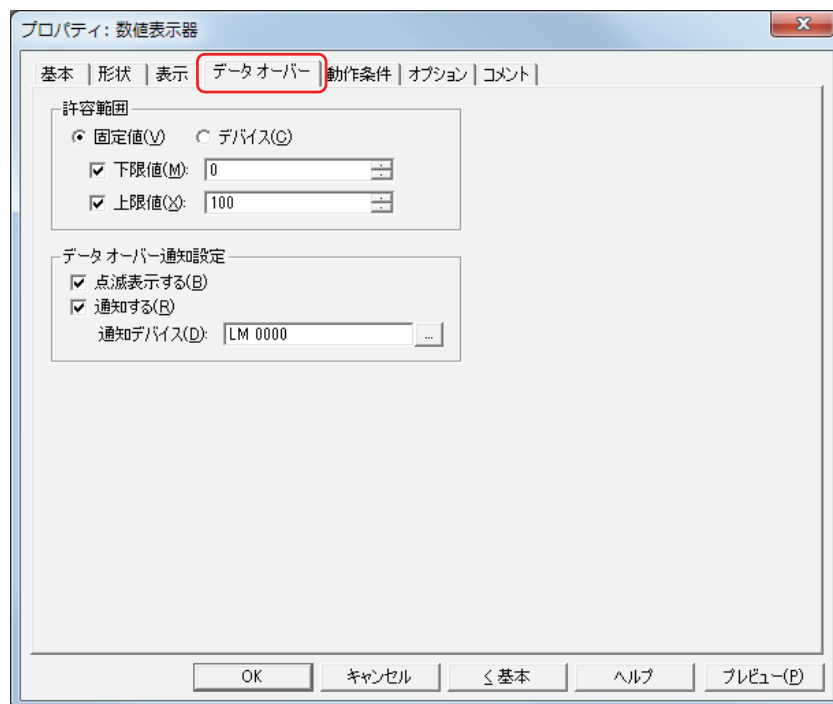 プロパティ: 数値表示器
基本 形状 表示 データ オーバー 動作条件 オプション コメント
許容範囲
固定値(V) デバイス(C)
下限値(M): 0
上限値(X): 100
データ オーバー通知設定
点滅表示する(B)
通知する(R)
通知デバイス(D): LM 0000 ...
OK キャンセル < 基本 ヘルプ プレビュー(P)